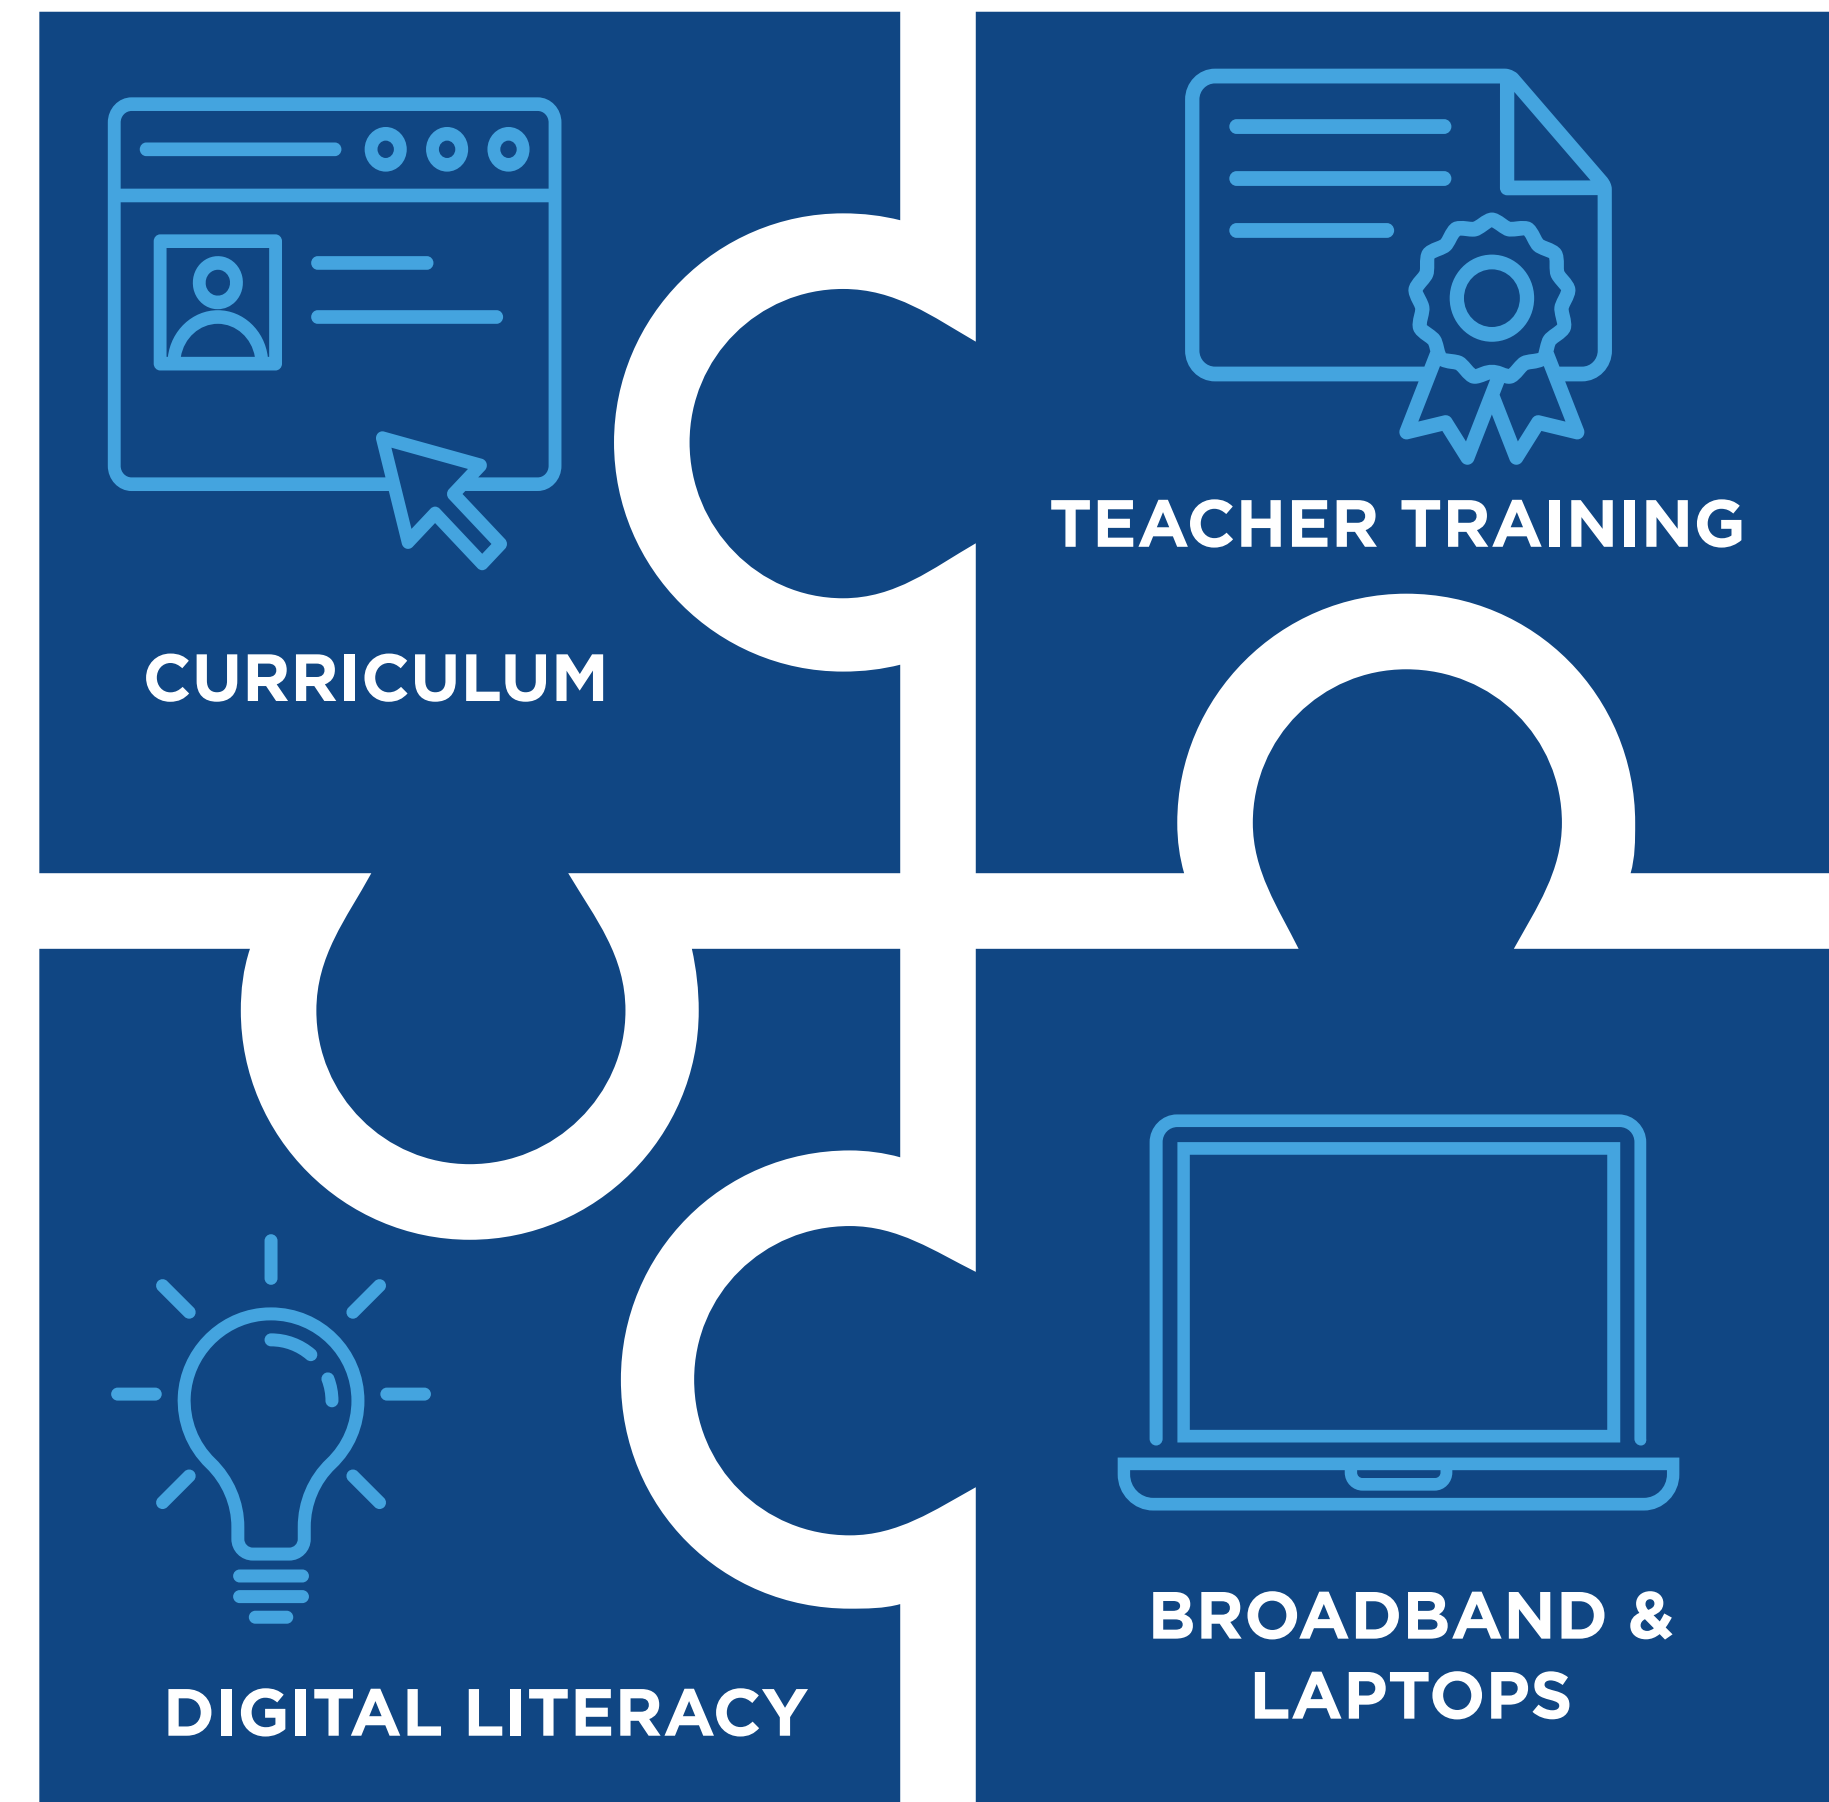 CURRICULUM
TEACHER TRAINING
DIGITAL LITERACY
BROADBAND &
LAPTOPS